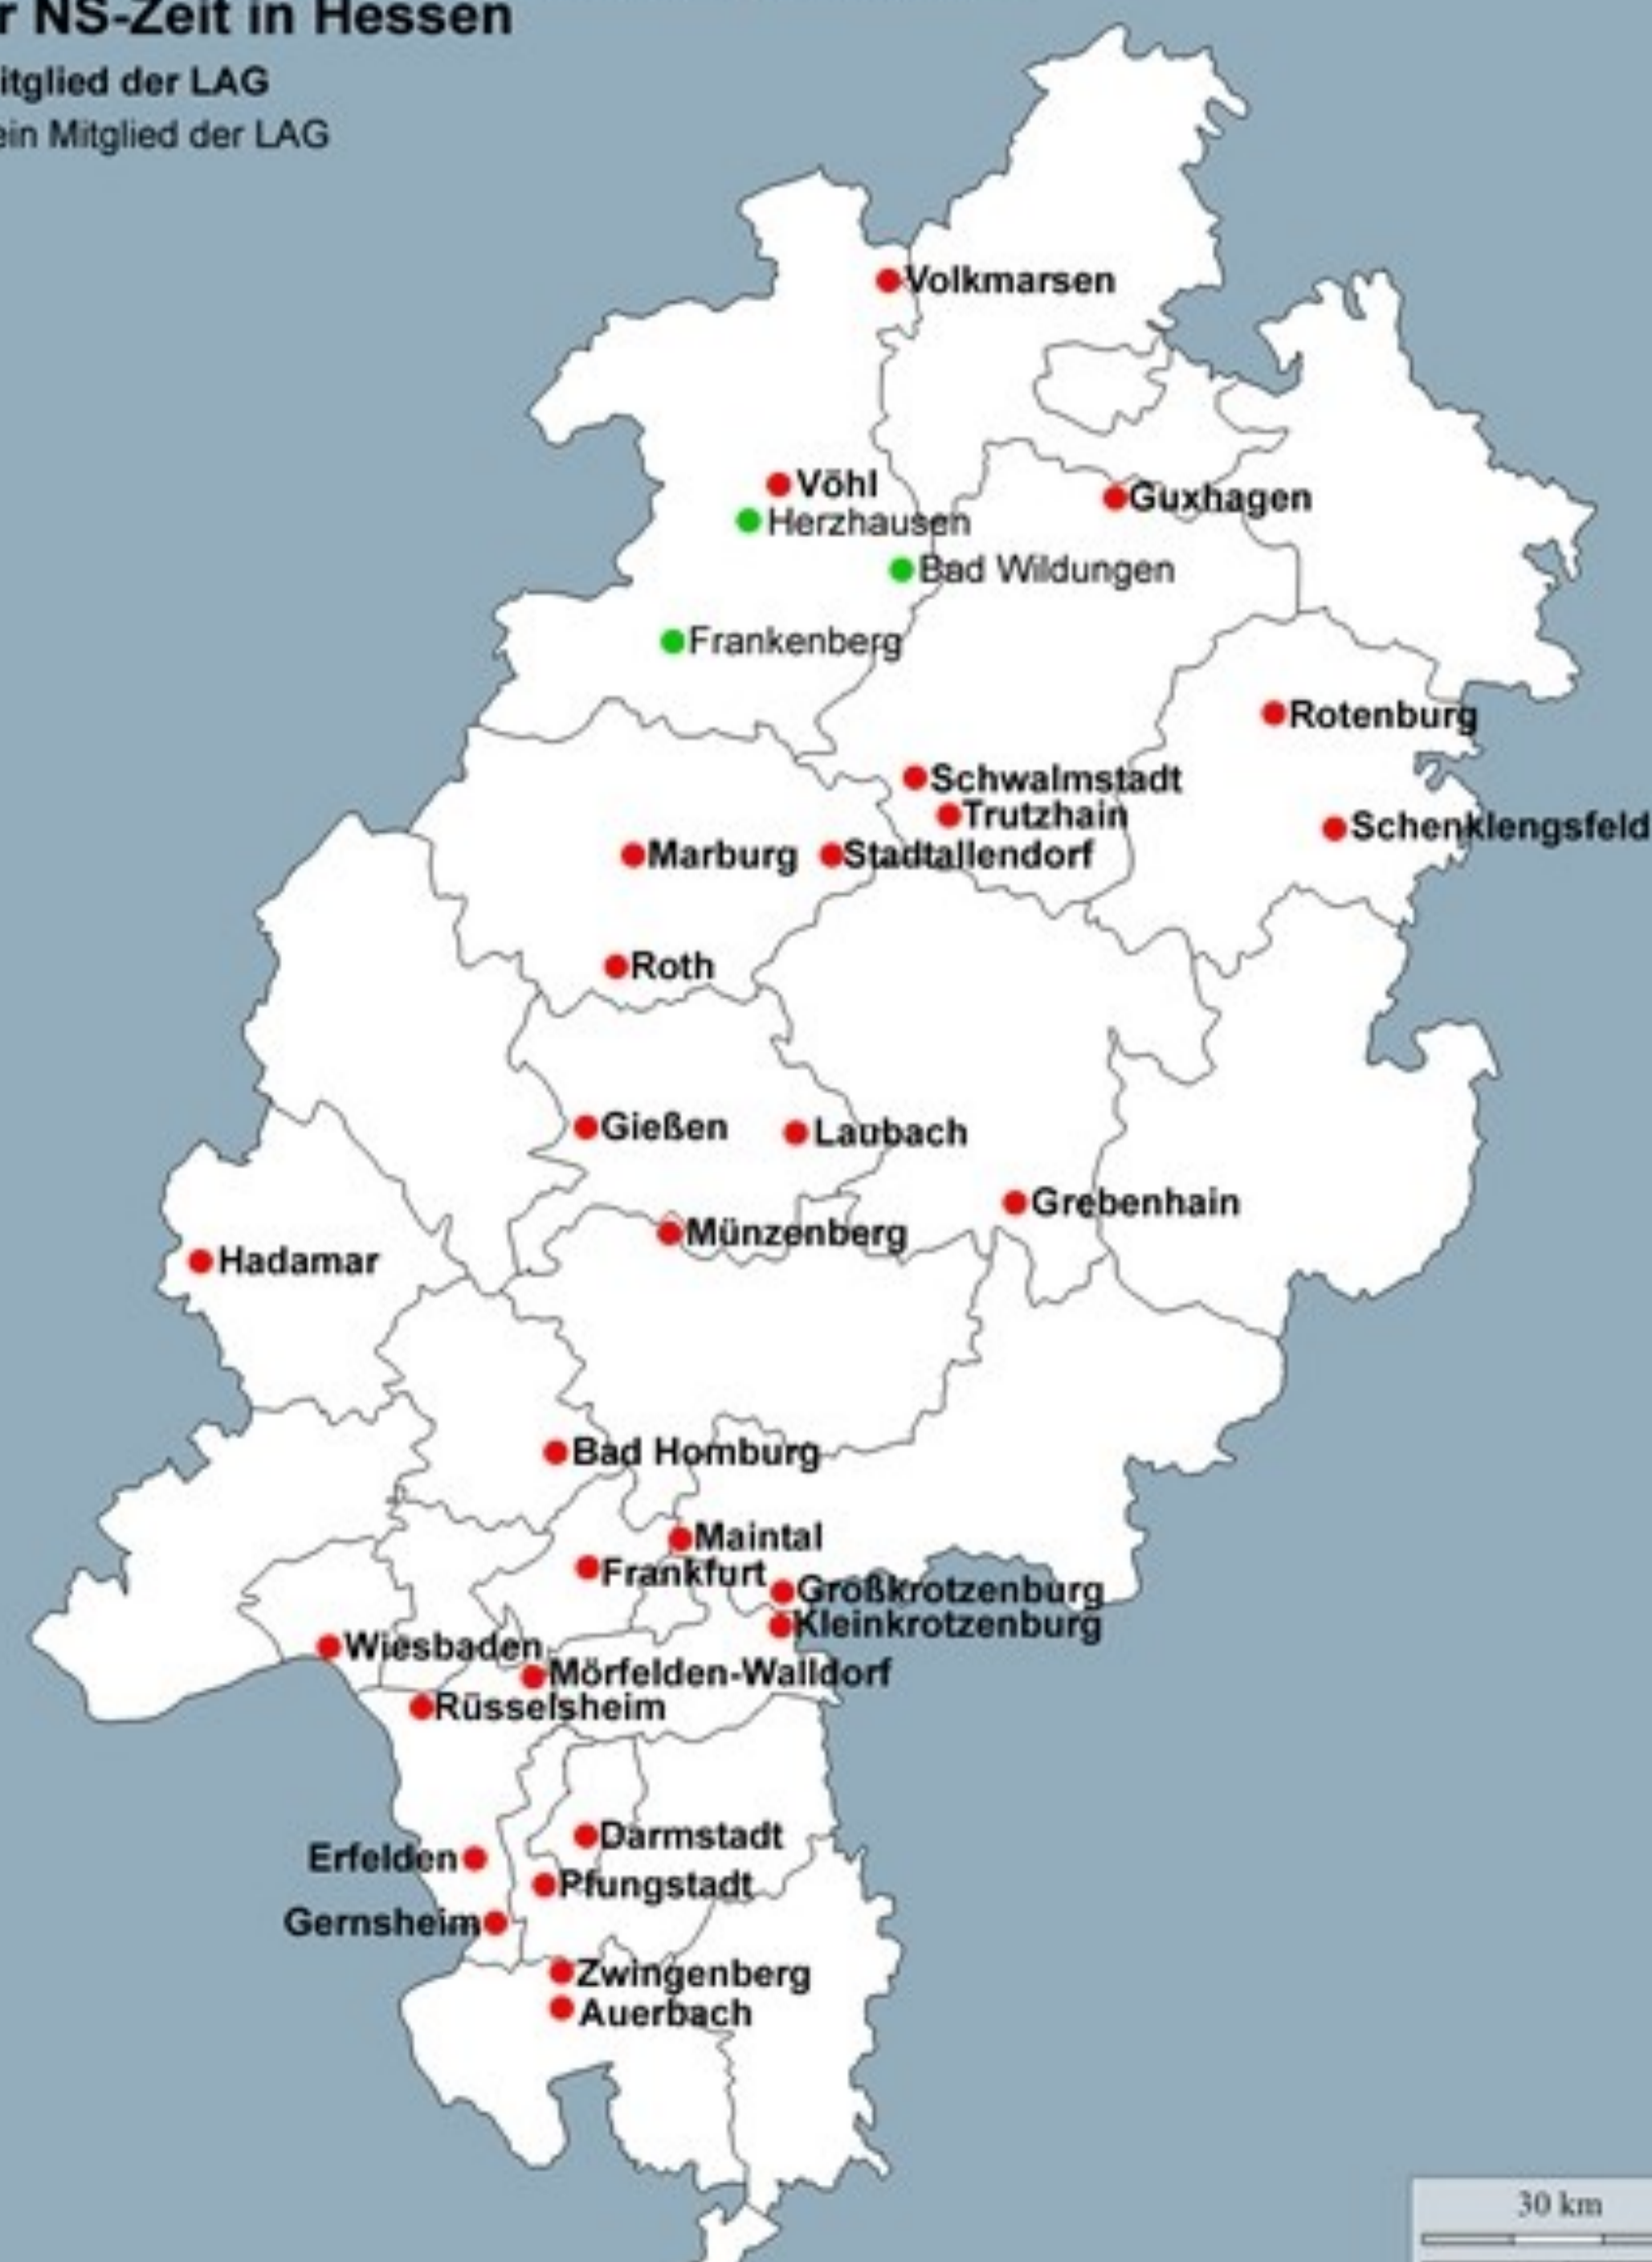 r NS-Zeit in Hessen
itglied der LAG
ein Mitglied der LAG
Volkmarsen
Vöhl
Guxhagen
Herzhausen
Bad Wildungen
Frankenberg
Rotenburg
Schwalmstadt
Trutzhain
Schenklengsfeld
Marburg
Stadtallendorf
Roth
Gießen
Laubach
Grebenhain
Münzenberg
Hadamar
Bad Homburg
Maintal
Frankfurt
Großkrotzenburg
Kleinkrotzenburg
Wiesbaden
Mörfelden-Walldorf
Rüsselsheim
Darmstadt
Erfelden
Pfungstadt
Gernsheim
Zwingenberg
Auerbach
30 km